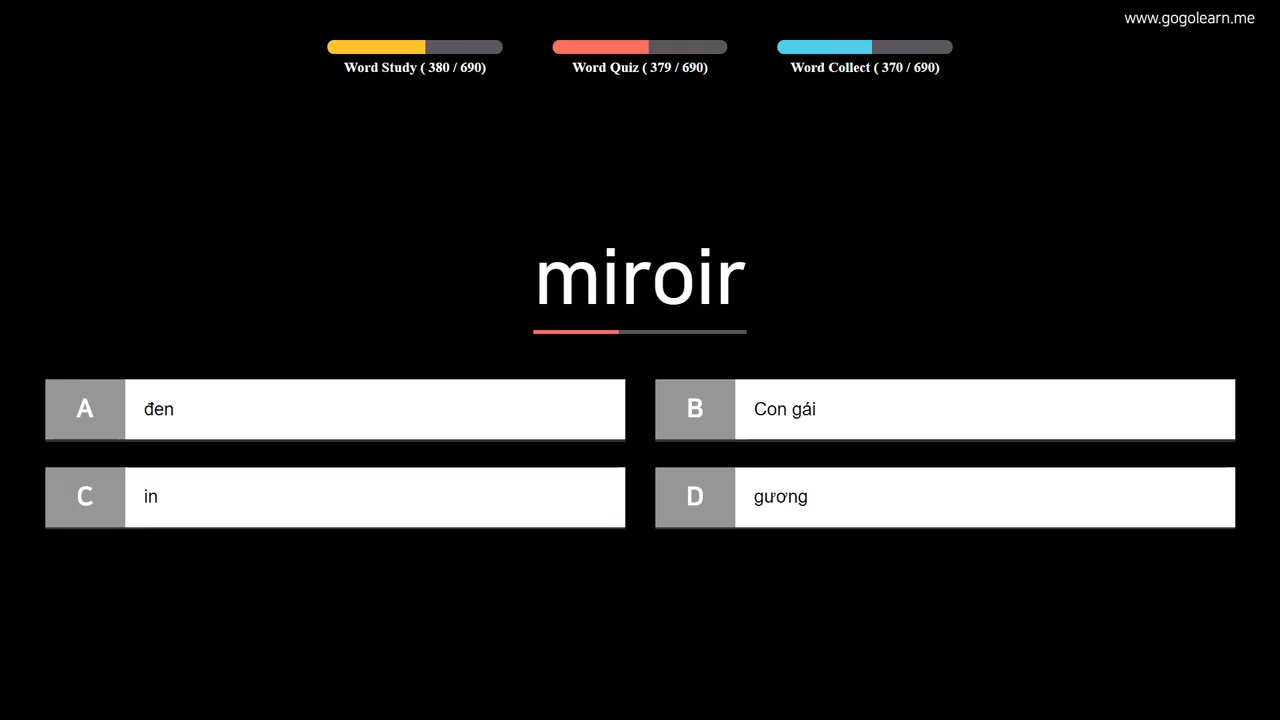 www.gogolearn.me
Word Study ( 380 / 690)
Word Quiz ( 379 / 690)
Word Collect ( 370 / 690)
miroir
A đen
B Con gái
C in
D gương